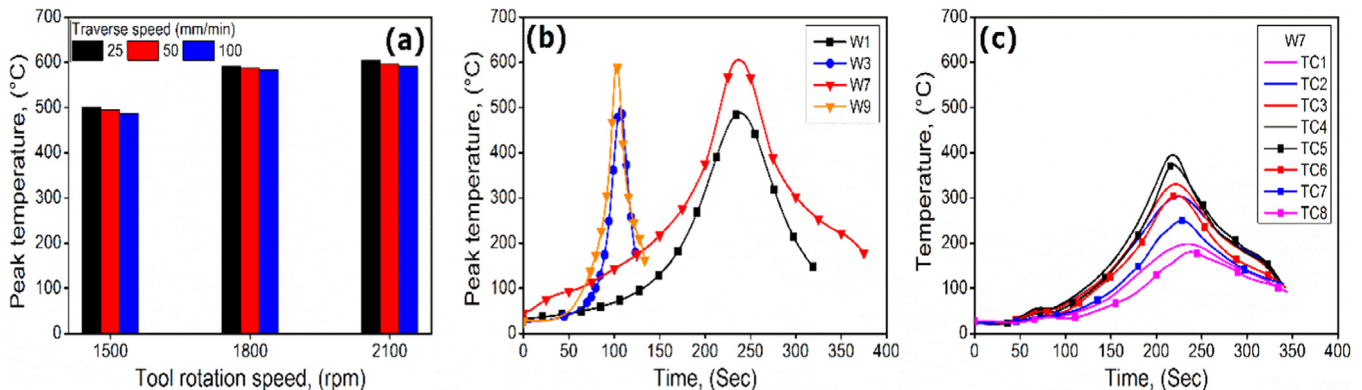 Peak temperature, (°C)
700
600
500
400
300
200
100
0
Traverse speed (mm/min)
25 50 100
(a)
1500 1800 2100
Tool rotation speed, (rpm)
Peak temperature, (°C)
700
600
500
400
300
200
100
0
(b)
W1
W3
W7
W9
0 50 100 150 200 250 300 350 400
Time, (Sec)
Temperature, (°C)
700
600
500
400
300
200
100
0
(c)
W7
TC1
TC2
TC3
TC4
TC5
TC6
TC7
TC8
0 50 100 150 200 250 300 350 400
Time, (Sec)